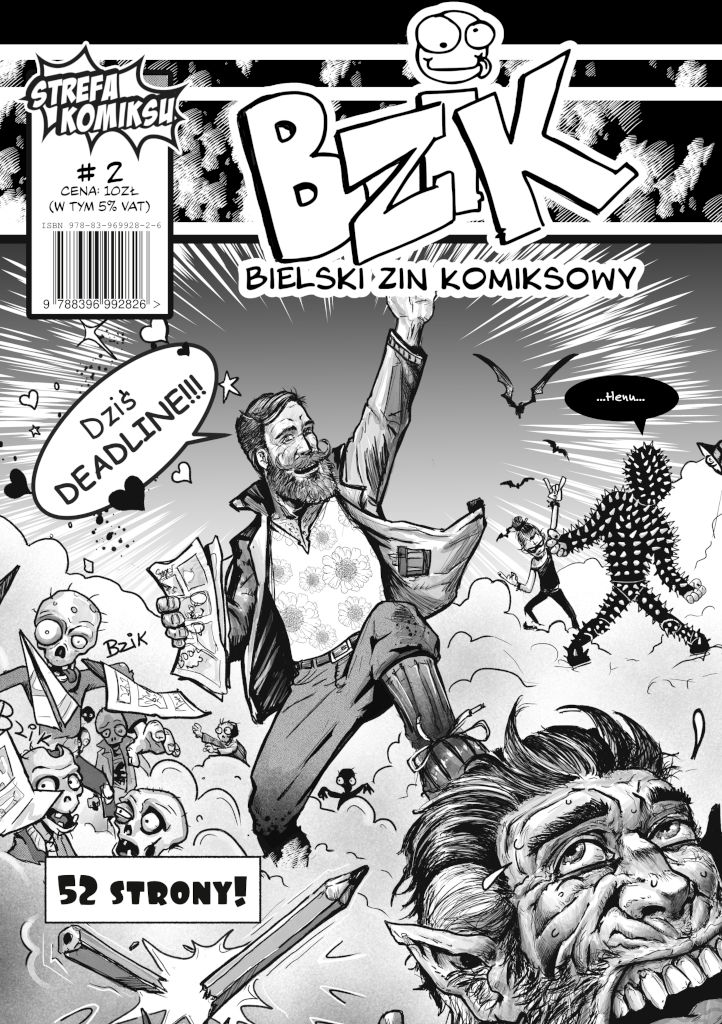 STREFA
KOMIKSU
# 2
CENA: 10ZŁ
(W TYM 5% VAT)
ISBN 978-83-969928-2-6
9 788396 992826 >
BZiK
BIELSKI ZIN KOMIKSOWY
DZiŚ
DEADLINE!!!
...Henu...
BZiK
52 STRONY!